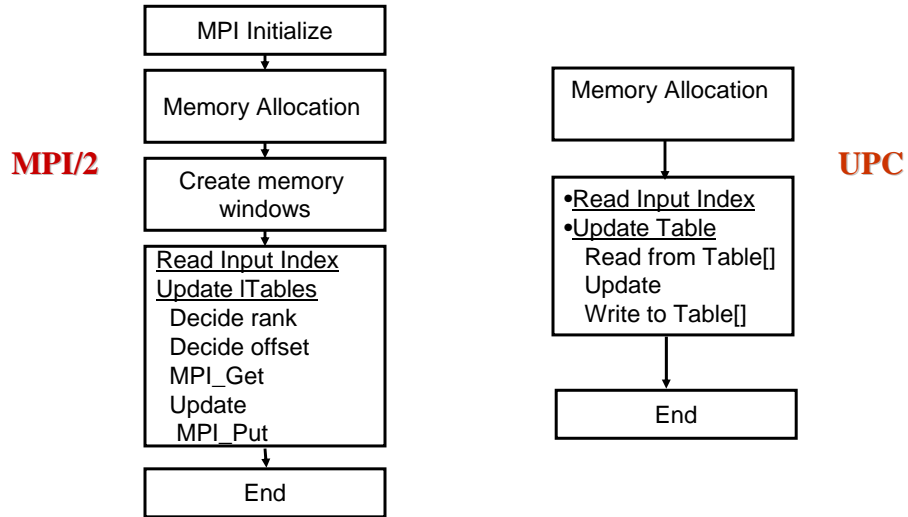 MPI/2
MPI Initialize
Memory Allocation
Create memory
windows
Read Input Index
Update lTables
Decide rank
Decide offset
MPI_Get
Update
MPI_Put
End
UPC
Memory Allocation
•Read Input Index
•Update Table
Read from Table[]
Update
Write to Table[]
End